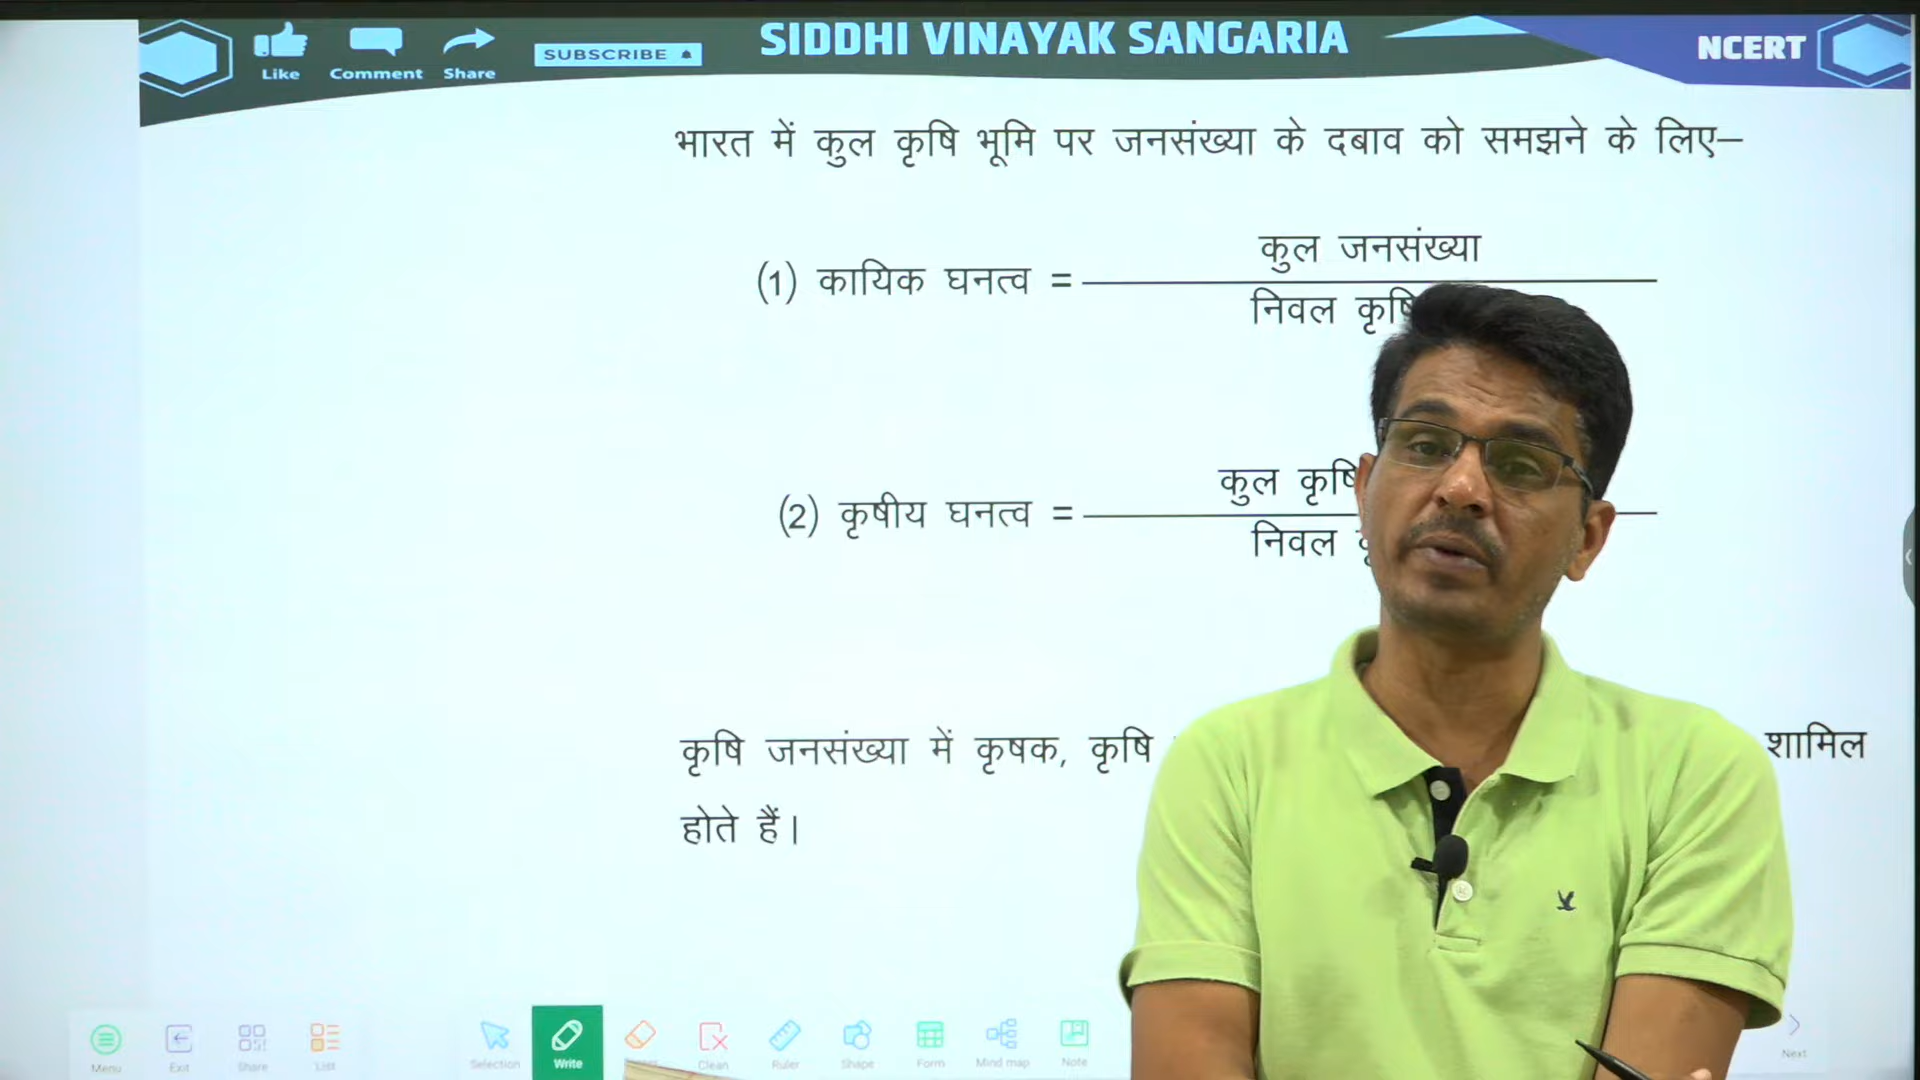 Like
Comment
Share
SUBSCRIBE
SIDDHI VINAYAK SANGARIA
NCERT
भारत में कुल कृषि भूमि पर जनसंख्या के दबाव को समझने के लिए–
(1) कायिक घनत्व =
कुल जनसंख्या
निवल कृषि
(2) कृषीय घनत्व =
कुल कृषि
निवल
कृषि जनसंख्या में कृषक, कृषि शामिल
होते हैं।
Menu
Exit
Share
List
Selection
Write
Clean
Ruler
Shape
Form
Mind map
Note
Next